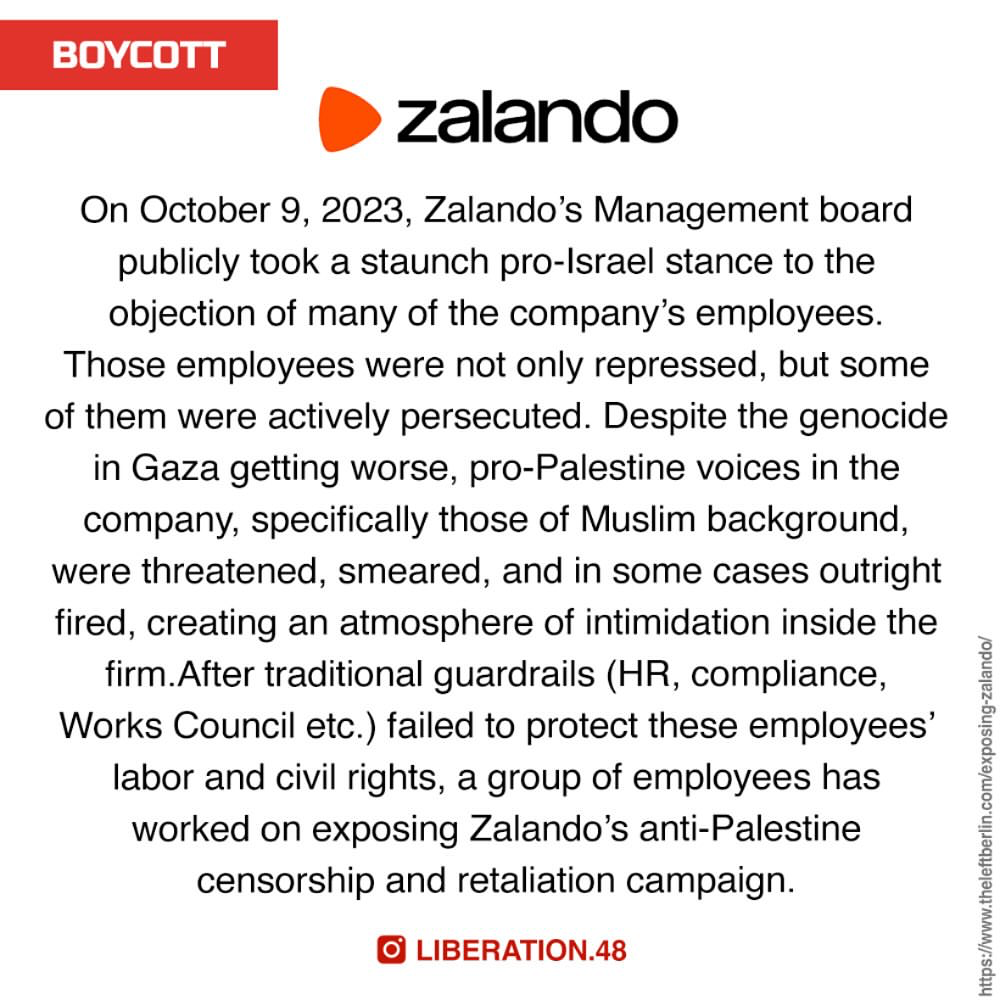 BOYCOTT
zalando
On October 9, 2023, Zalando’s Management board
publicly took a staunch pro-Israel stance to the
objection of many of the company’s employees.
Those employees were not only repressed, but some
of them were actively persecuted. Despite the genocide
in Gaza getting worse, pro-Palestine voices in the
company, specifically those of Muslim background,
were threatened, smeared, and in some cases outright
fired, creating an atmosphere of intimidation inside the
firm.After traditional guardrails (HR, compliance,
Works Council etc.) failed to protect these employees’
labor and civil rights, a group of employees has
worked on exposing Zalando’s anti-Palestine
censorship and retaliation campaign.
LIBERATION.48
https://www.theleftberlin.com/exposing-zalando/